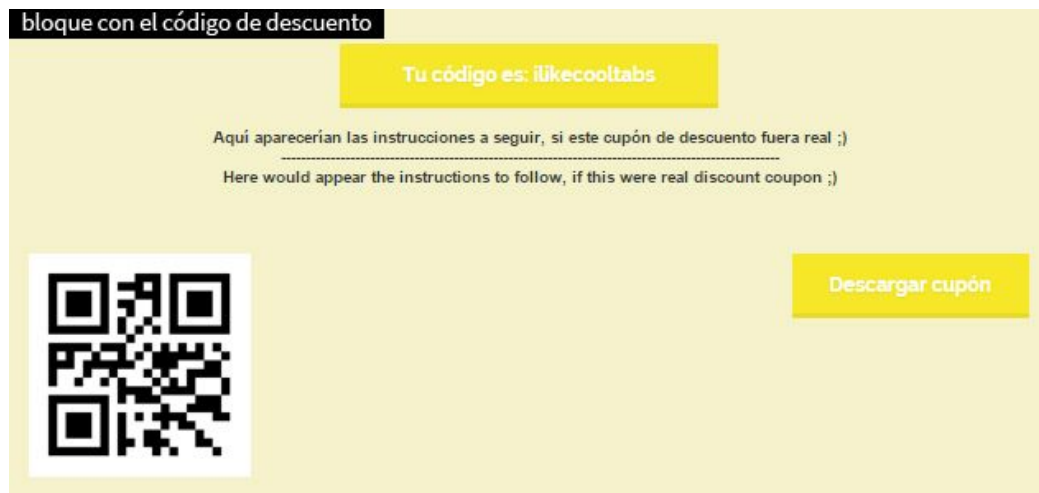 bloque con el código de descuento
Tu código es: ilikecooltabs
Aquí aparecerían las instrucciones a seguir, si este cupón de descuento fuera real ;)
Here would appear the instructions to follow, if this were real discount coupon ;)
Descargar cupón